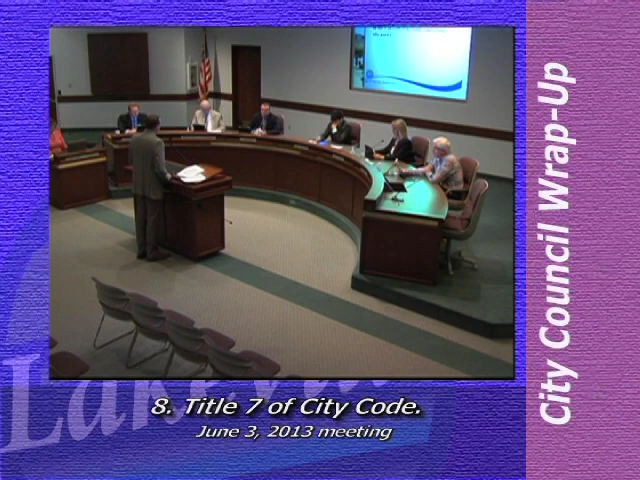 City Council Wrap-Up
8. Title 7 of City Code.
June 3, 2013 meeting